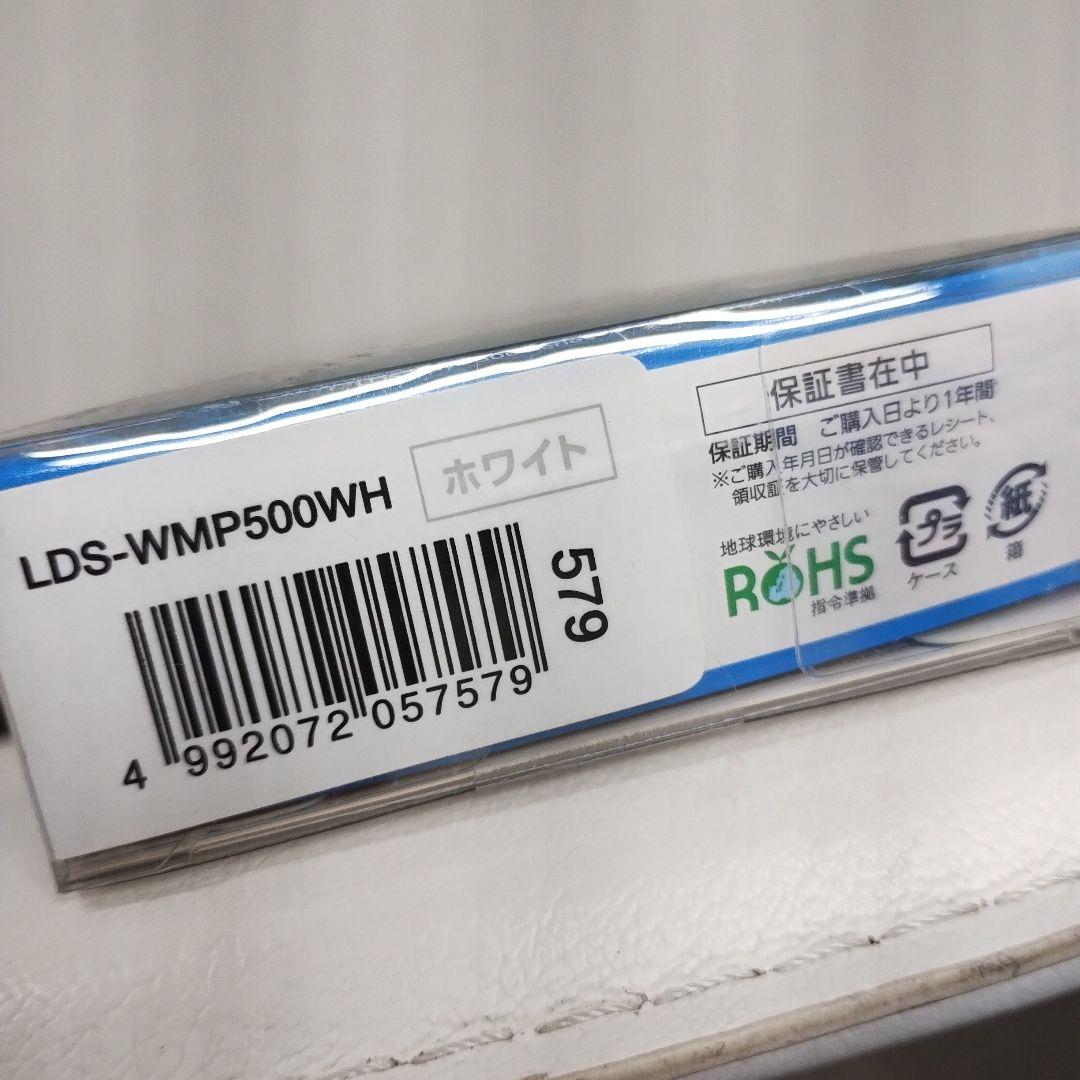 LDS-WMP500WH
ホワイト
4 992072 057579
579
保証書在中
保証期間 ご購入日より1年間
※ご購入年月日が確認できるレシート、
領収証を大切に保管してください。
地球環境にやさしい
ROHS
指令準拠
プラ
ケース
紙
箱